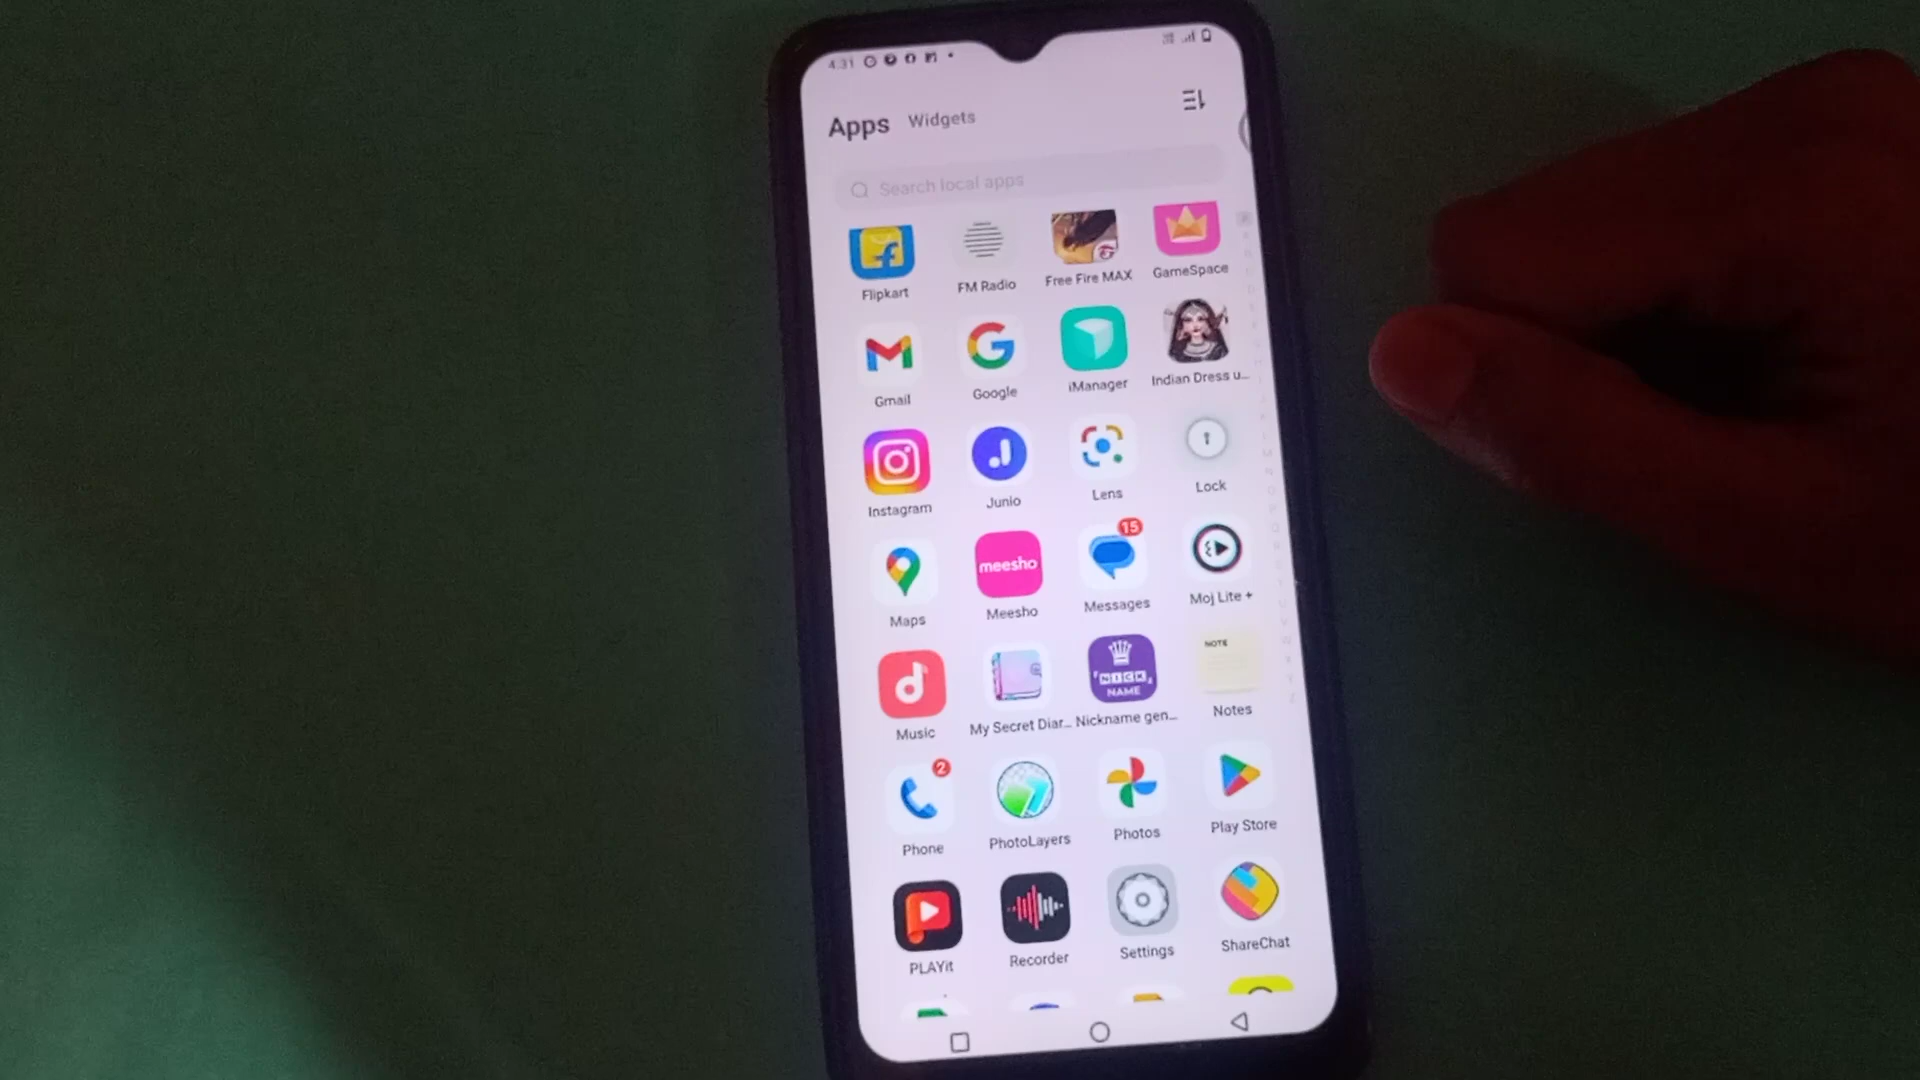 4:31
Apps Widgets
Search local apps
Flipkart FM Radio Free Fire MAX GameSpace
Gmail Google iManager Indian Dress u...
Instagram Junio Lens Lock
meesho
15
Maps Meesho Messages Moj Lite +
NICK
NAME
NOTE
Music My Secret Diar... Nickname gen... Notes
2
Phone PhotoLayers Photos Play Store
PLAYit Recorder Settings ShareChat